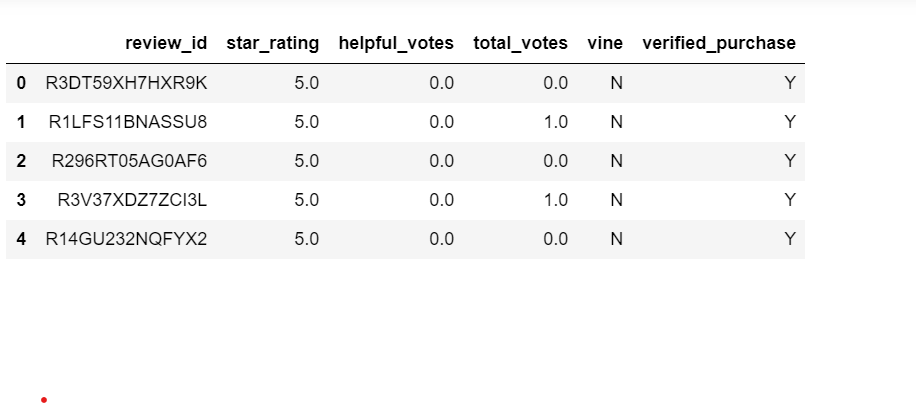 review_id star_rating helpful_votes total_votes vine verified_purchase
0 R3DT59XH7HXR9K 5.0 0.0 0.0 N Y
1 R1LFS11BNASSU8 5.0 0.0 1.0 N Y
2 R296RT05AG0AF6 5.0 0.0 0.0 N Y
3 R3V37XDZ7ZCI3L 5.0 0.0 1.0 N Y
4 R14GU232NQFYX2 5.0 0.0 0.0 N Y